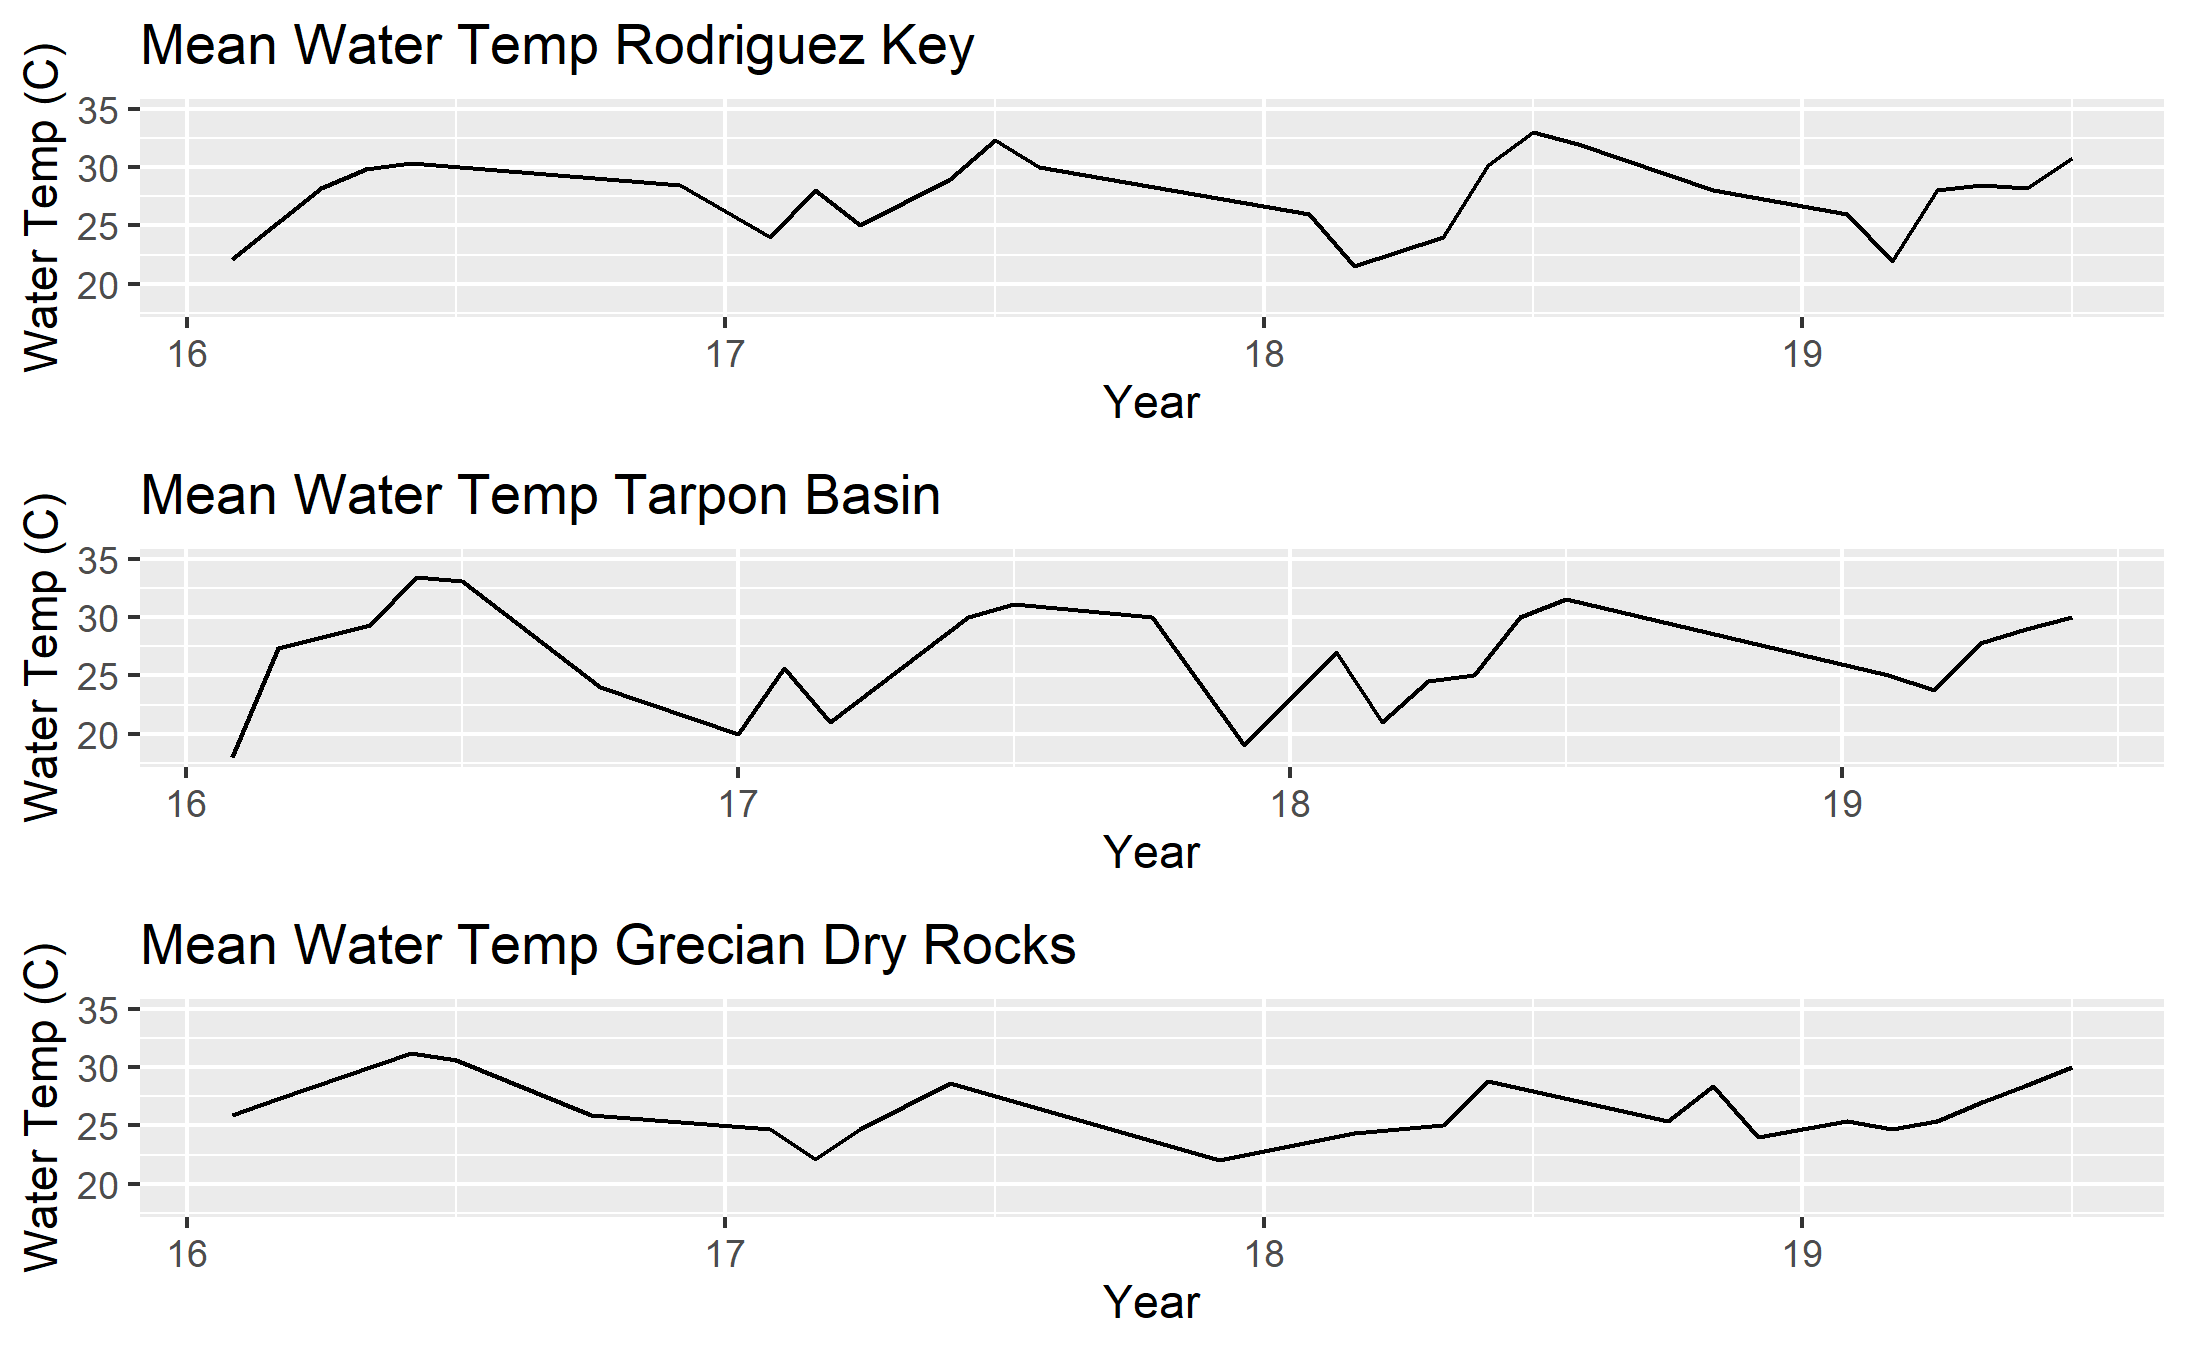 Mean Water Temp Rodriguez Key
Water Temp (C)
35
30
25
20
16 17 18 19
Year
Mean Water Temp Tarpon Basin
Water Temp (C)
35
30
25
20
16 17 18 19
Year
Mean Water Temp Grecian Dry Rocks
Water Temp (C)
35
30
25
20
16 17 18 19
Year